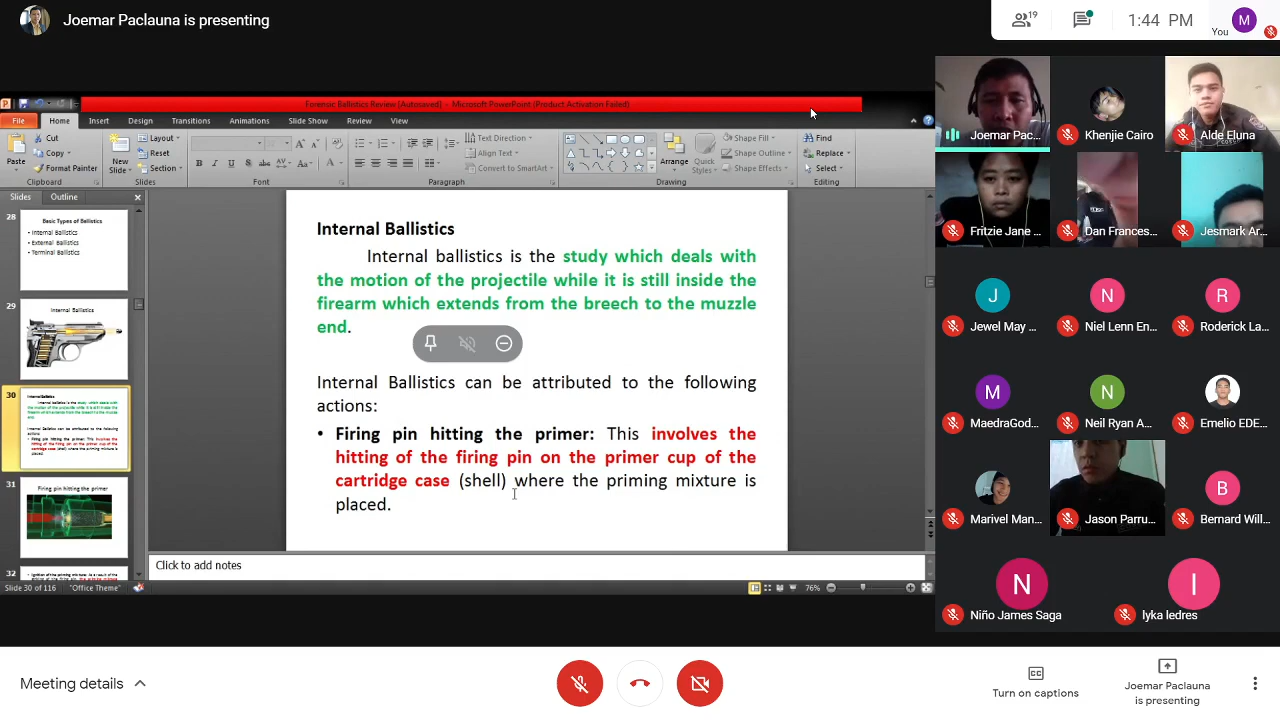 Joemar Paclauna is presenting
19
1:44 PM
You
M
Forensic Ballistics Review [Autosaved] - Microsoft PowerPoint (Product Activation Failed)
File Home Insert Design Transitions Animations Slide Show Review View
Cut
Copy
Format Painter
Paste
Clipboard
New Slide
Layout
Reset
Section
Slides
Font
Text Direction
Align Text
Convert to SmartArt
Paragraph
Arrange
Quick Styles
Shape Fill
Shape Outline
Shape Effects
Drawing
Find
Replace
Select
Editing
Slides Outline
28
Basic Types of Ballistics
• Internal Ballistics
• External Ballistics
• Terminal Ballistics
29
Internal Ballistics
30
31
Firing pin hitting the primer
32
Internal Ballistics
Internal ballistics is the study which deals with
the motion of the projectile while it is still inside the
firearm which extends from the breech to the muzzle
end.
Internal Ballistics can be attributed to the following
actions:
• Firing pin hitting the primer: This involves the
hitting of the firing pin on the primer cup of the
cartridge case (shell) where the priming mixture is
placed.
Click to add notes
Slide 30 of 116 "Office Theme" 76%
Joemar Pac...
Khenjie Cairo
Alde Eluna
Fritzie Jane ...
Dan Frances...
Jesmark Ar...
J
N
R
Jewel May ...
Niel Lenn En...
Roderick La...
M
N
MaedraGod...
Neil Ryan A...
Emelio EDE...
B
Marivel Man...
Jason Parru...
Bernard Will...
N
I
Niño James Saga
lyka ledres
Meeting details
CC
Turn on captions
Joemar Paclauna
is presenting